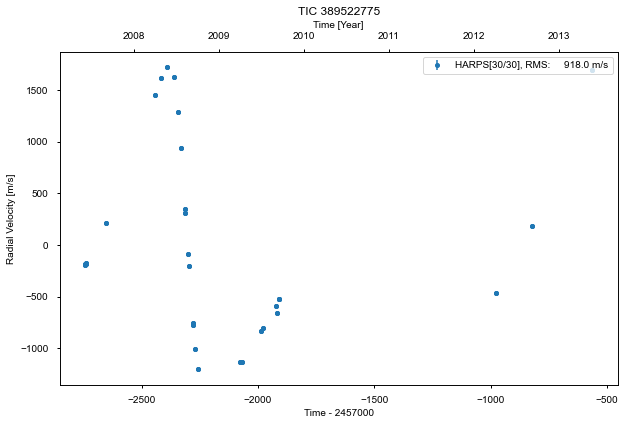 TIC 389522775
Time [Year]
2008 2009 2010 2011 2012 2013
HARPS[30/30], RMS: 918.0 m/s
Radial Velocity [m/s]
1500
1000
500
0
−500
−1000
−2500 −2000 −1500 −1000 −500
Time - 2457000